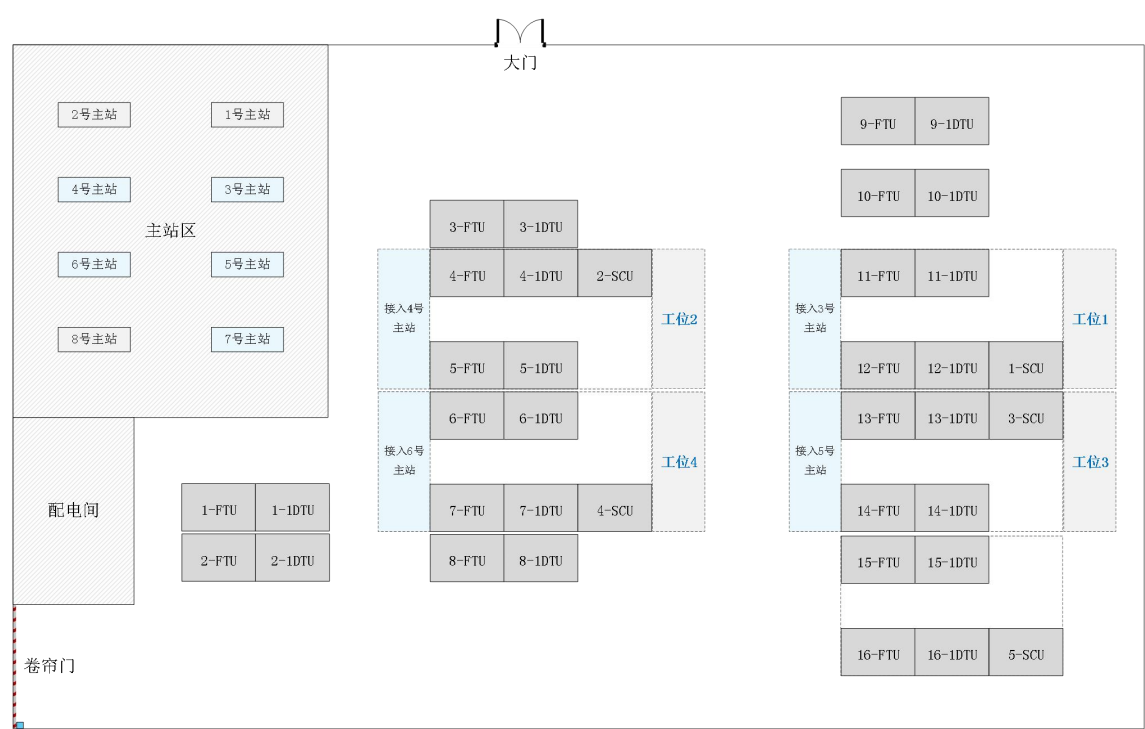 大门
2号主站
1号主站
4号主站
3号主站
主站区
6号主站
5号主站
8号主站
7号主站
配电间
卷帘门
1-FTU
1-1DTU
2-FTU
2-1DTU
3-FTU
3-1DTU
4-FTU
4-1DTU
2-SCU
接入4号
主站
工位2
5-FTU
5-1DTU
6-FTU
6-1DTU
接入6号
主站
工位4
7-FTU
7-1DTU
4-SCU
8-FTU
8-1DTU
9-FTU
9-1DTU
10-FTU
10-1DTU
11-FTU
11-1DTU
接入3号
主站
工位1
12-FTU
12-1DTU
1-SCU
13-FTU
13-1DTU
3-SCU
接入5号
主站
工位3
14-FTU
14-1DTU
15-FTU
15-1DTU
16-FTU
16-1DTU
5-SCU